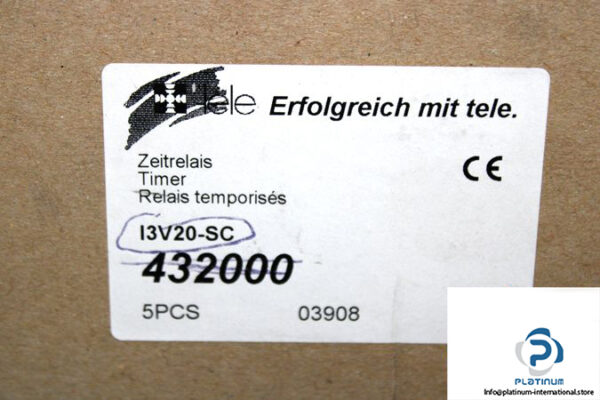 tele Erfolgreich mit tele.
Zeitrelais
Timer
Relais temporisés
CE
I3V20-SC
432000
5PCS 03908
PLATINUM
Info@platinum-international.store